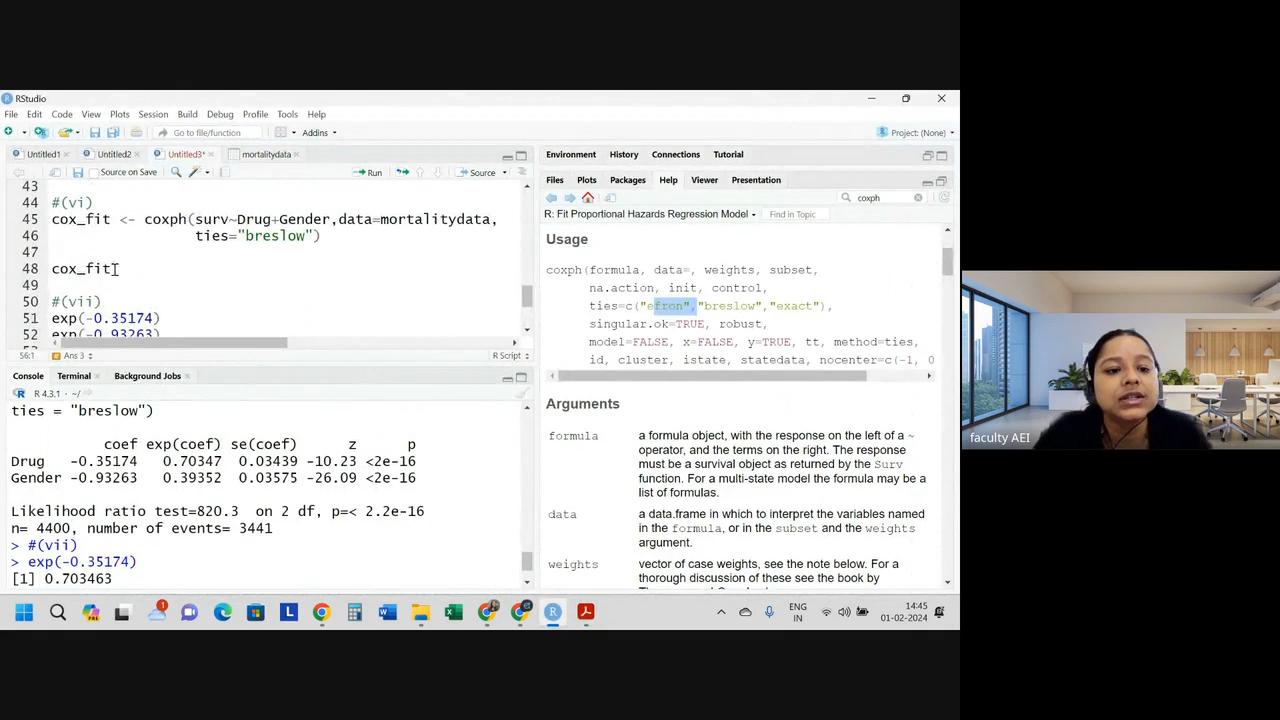 RStudio
File Edit Code View Plots Session Build Debug Profile Tools Help
Go to file/function Addins Project: (None)
Untitled1 Untitled2 Untitled3* mortalitydata
Source on Save Run Source
43
44 #(vi)
45 cox_fit <- coxph(surv~Drug+Gender,data=mortalitydata,
46 ties="breslow")
47
48 cox_fit
49
50 #(vii)
51 exp(-0.35174)
52 exp(-0.93263)
56:1 Ans 3 R Script
Console Terminal Background Jobs
R 4.3.1 · ~/
ties = "breslow")
coef exp(coef) se(coef) z p
Drug -0.35174 0.70347 0.03439 -10.23 <2e-16
Gender -0.93263 0.39352 0.03575 -26.09 <2e-16
Likelihood ratio test=820.3 on 2 df, p=< 2.2e-16
n= 4400, number of events= 3441
> #(vii)
> exp(-0.35174)
[1] 0.703463
Environment History Connections Tutorial
Files Plots Packages Help Viewer Presentation
coxph
R: Fit Proportional Hazards Regression Model Find in Topic
Usage
coxph(formula, data=, weights, subset,
na.action, init, control,
ties=c("efron","breslow","exact"),
singular.ok=TRUE, robust,
model=FALSE, x=FALSE, y=TRUE, tt, method=ties,
id, cluster, istate, statedata, nocenter=c(-1, 0
Arguments
formula a formula object, with the response on the left of a ~
operator, and the terms on the right. The response
must be a survival object as returned by the Surv
function. For a multi-state model the formula may be a
list of formulas.
data a data.frame in which to interpret the variables named
in the formula, or in the subset and the weights
argument.
weights vector of case weights, see the note below. For a
thorough discussion of these see the book by
ENG
IN
14:45
01-02-2024
faculty AEI